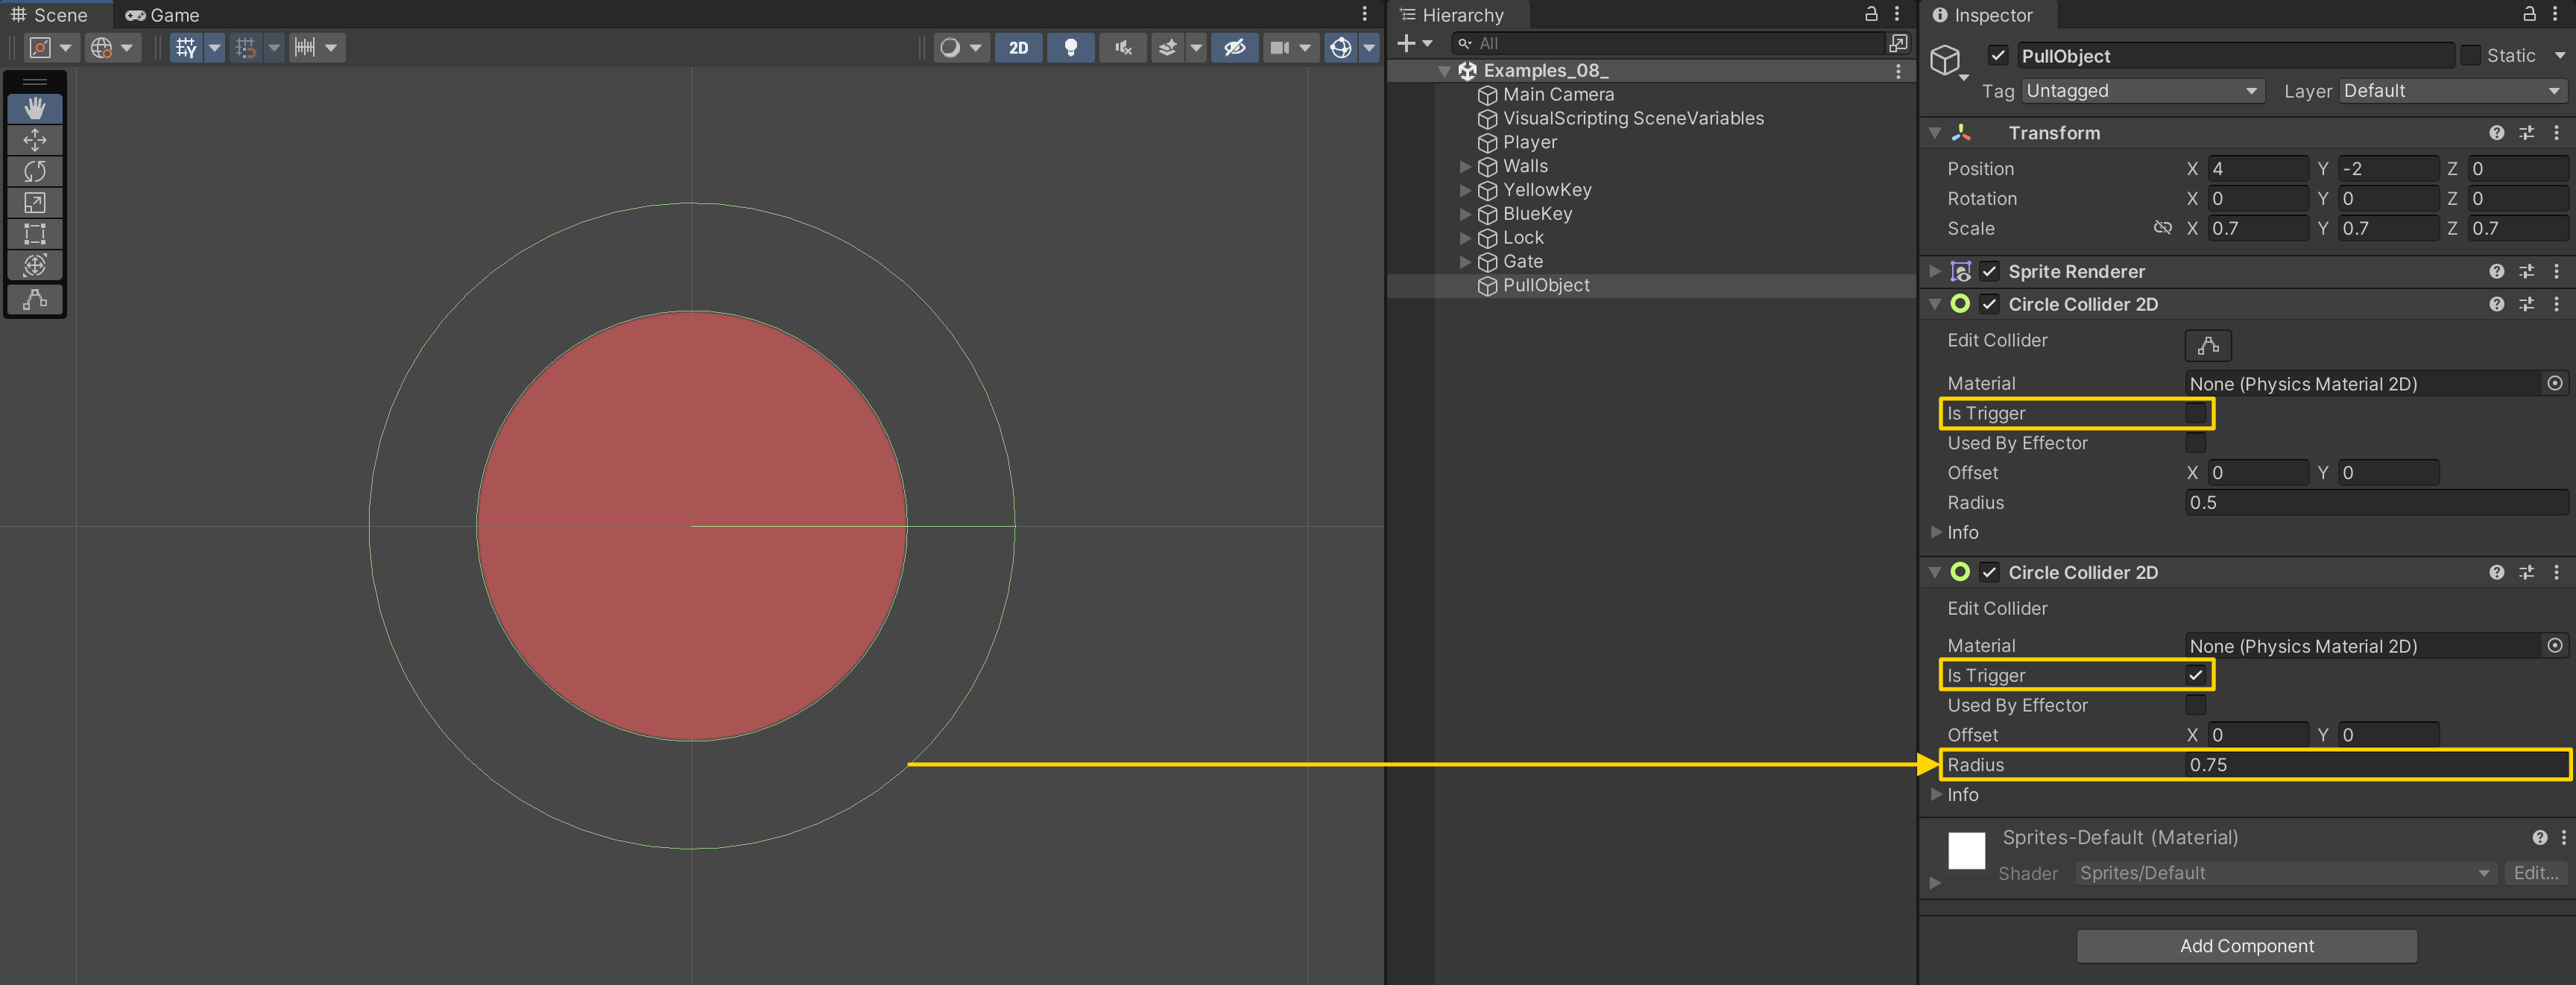 Scene
Game
2D
Hierarchy
All
Examples_08_
Main Camera
VisualScripting SceneVariables
Player
Walls
YellowKey
BlueKey
Lock
Gate
PullObject
Inspector
PullObject
Static
Tag Untagged Layer Default
Transform
Position X 4 Y -2 Z 0
Rotation X 0 Y 0 Z 0
Scale X 0.7 Y 0.7 Z 0.7
Sprite Renderer
Circle Collider 2D
Edit Collider
Material None (Physics Material 2D)
Is Trigger
Used By Effector
Offset X 0 Y 0
Radius 0.5
Info
Circle Collider 2D
Edit Collider
Material None (Physics Material 2D)
Is Trigger
Used By Effector
Offset X 0 Y 0
Radius 0.75
Info
Sprites-Default (Material)
Shader Sprites/Default Edit...
Add Component